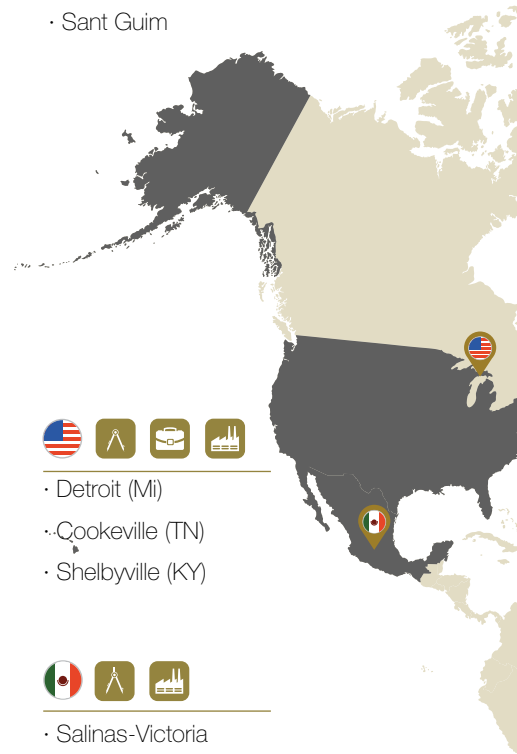 · Sant Guim
· Detroit (Mi)
· Cookeville (TN)
· Shelbyville (KY)
· Salinas-Victoria